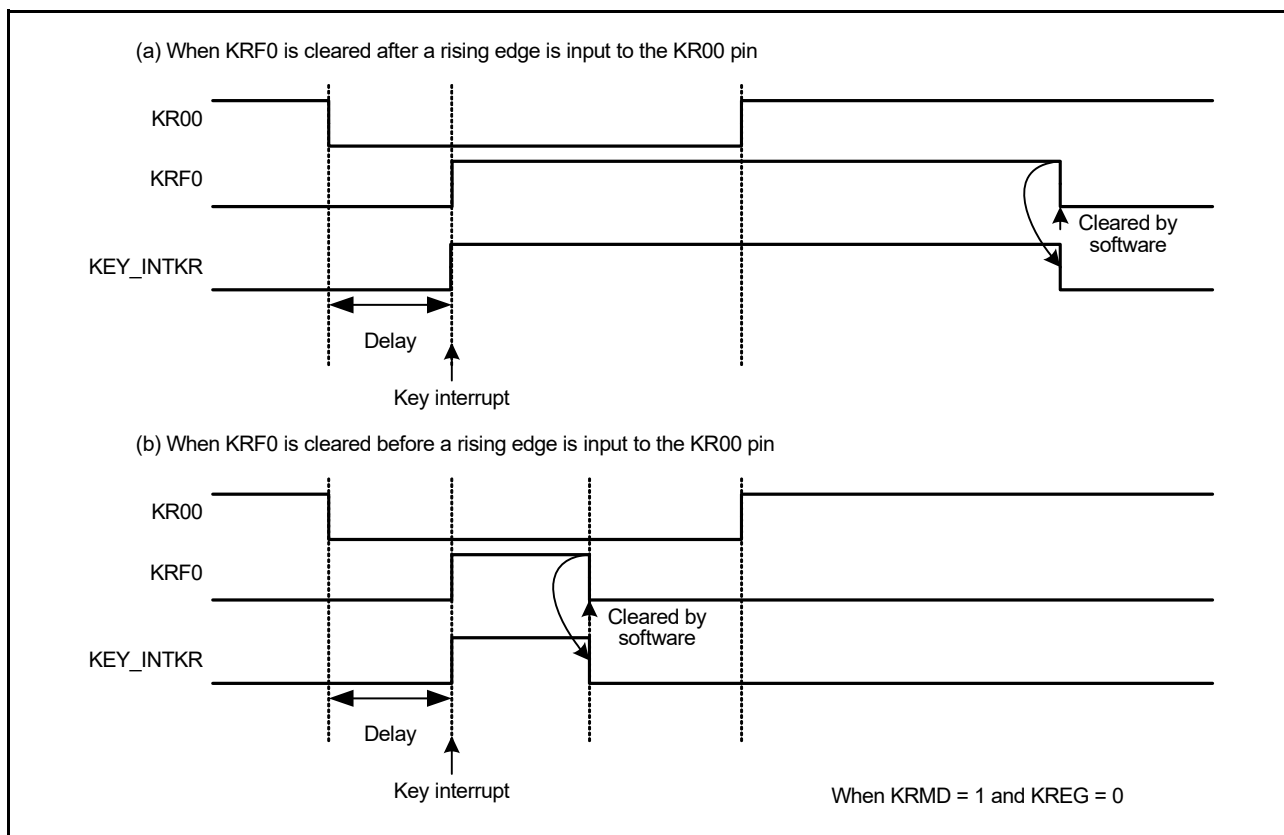 (a) When KRF0 is cleared after a rising edge is input to the KR00 pin
KR00
KRF0
Cleared by
software
KEY_INTKR
Delay
Key interrupt
(b) When KRF0 is cleared before a rising edge is input to the KR00 pin
KR00
KRF0
Cleared by
software
KEY_INTKR
Delay
Key interrupt
When KRMD = 1 and KREG = 0